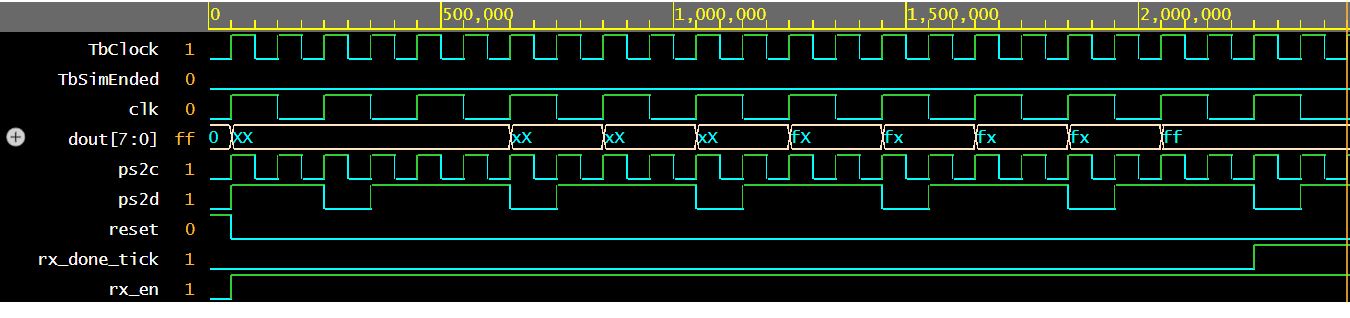 0 500,000 1,000,000 1,500,000 2,000,000
TbClock 1
TbSimEnded 0
clk 0
dout[7:0] ff 0 XX xX xX xX fX fx fx fx ff
ps2c 1
ps2d 1
reset 0
rx_done_tick 1
rx_en 1